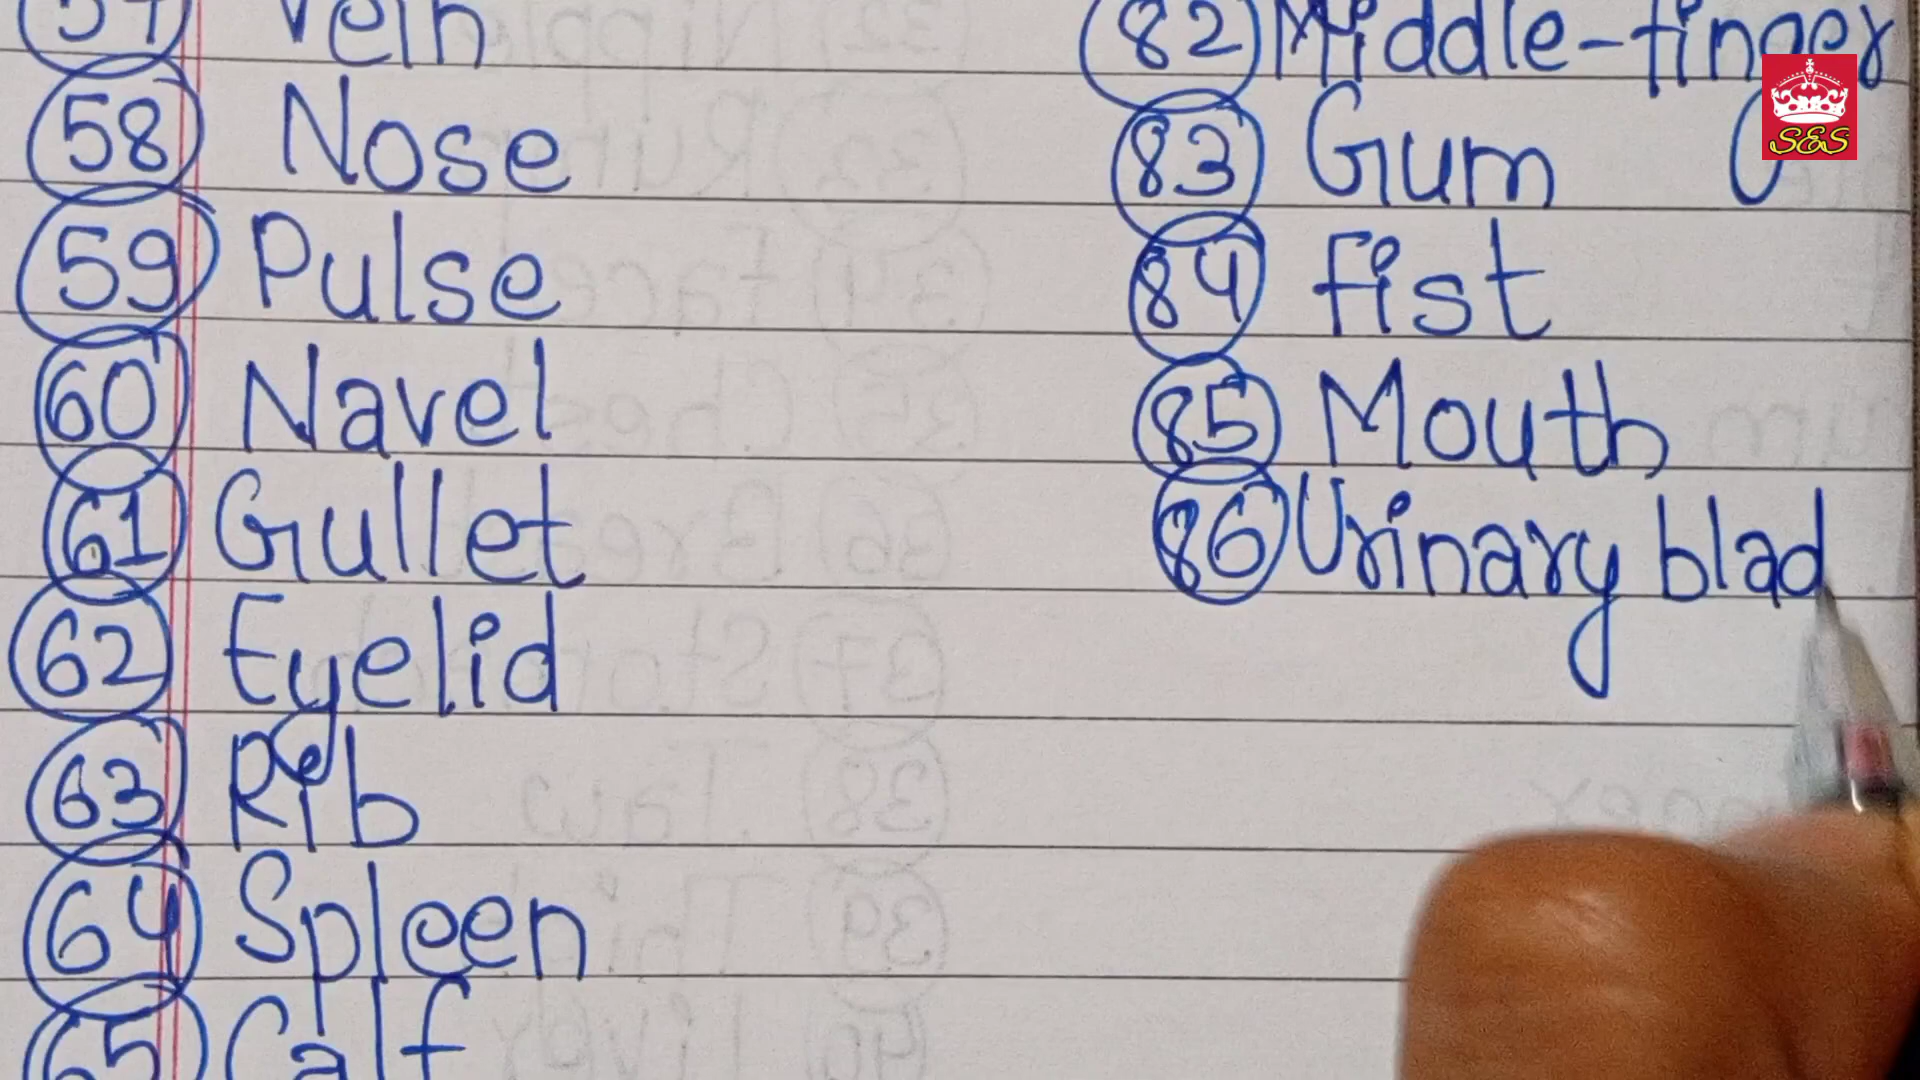 57 Vein
58 Nose
59 Pulse
60 Navel
61 Gullet
62 Eyelid
63 Rib
64 Spleen
65 Calf
82 Middle-finger
83 Gum
84 fist
85 Mouth
86 Urinary blad
S&S